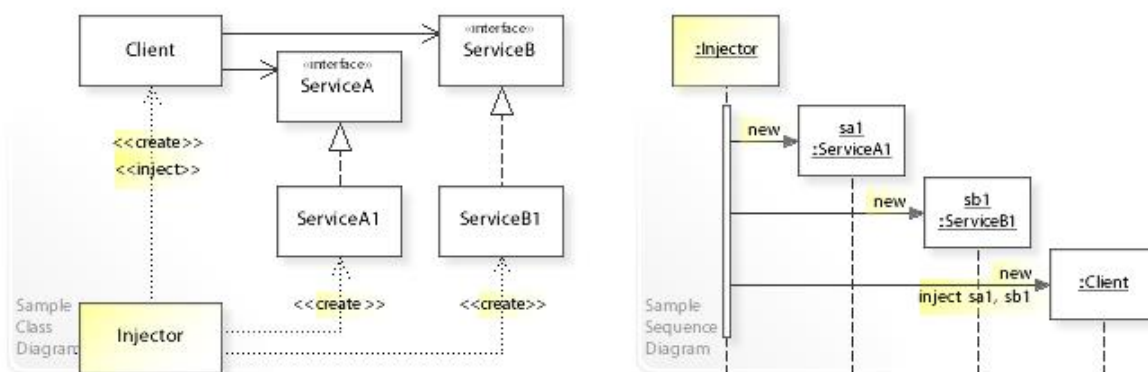 Client
«interface»
ServiceA
«interface»
ServiceB
<<create>>
<<inject>>
ServiceA1
ServiceB1
<<create >>
<<create>>
Injector
Sample
Class
Diagram
:Injector
new
sa1
:ServiceA1
new
sb1
:ServiceB1
new
inject sa1, sb1
:Client
Sample
Sequence
Diagram